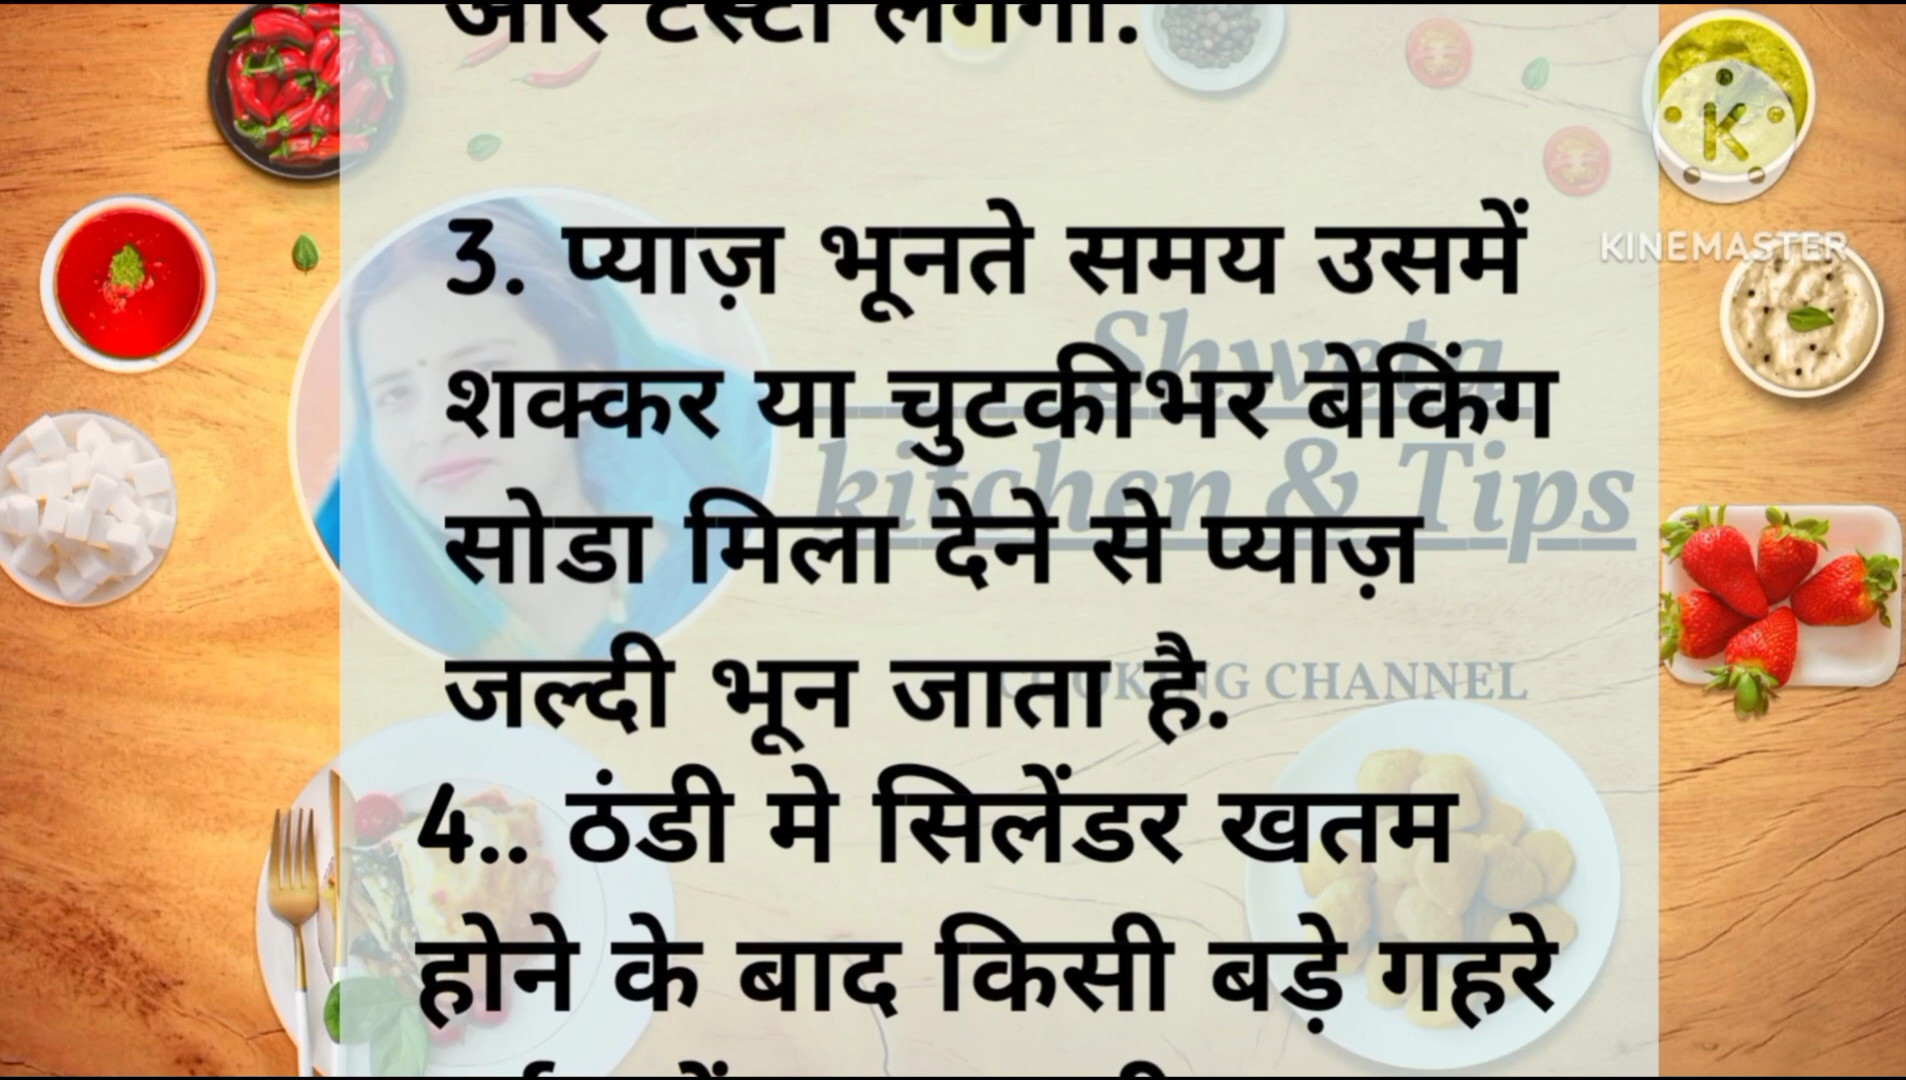 और टेस्टी लगेगी.
3. प्याज़ भूनते समय उसमें
शक्कर या चुटकीभर बेकिंग
सोडा मिला देने से प्याज़
जल्दी भून जाता है.
4.. ठंडी मे सिलेंडर खतम
होने के बाद किसी बड़े गहरे
Shweta
kitchen & Tips
COOKING CHANNEL
K
KINEMASTER